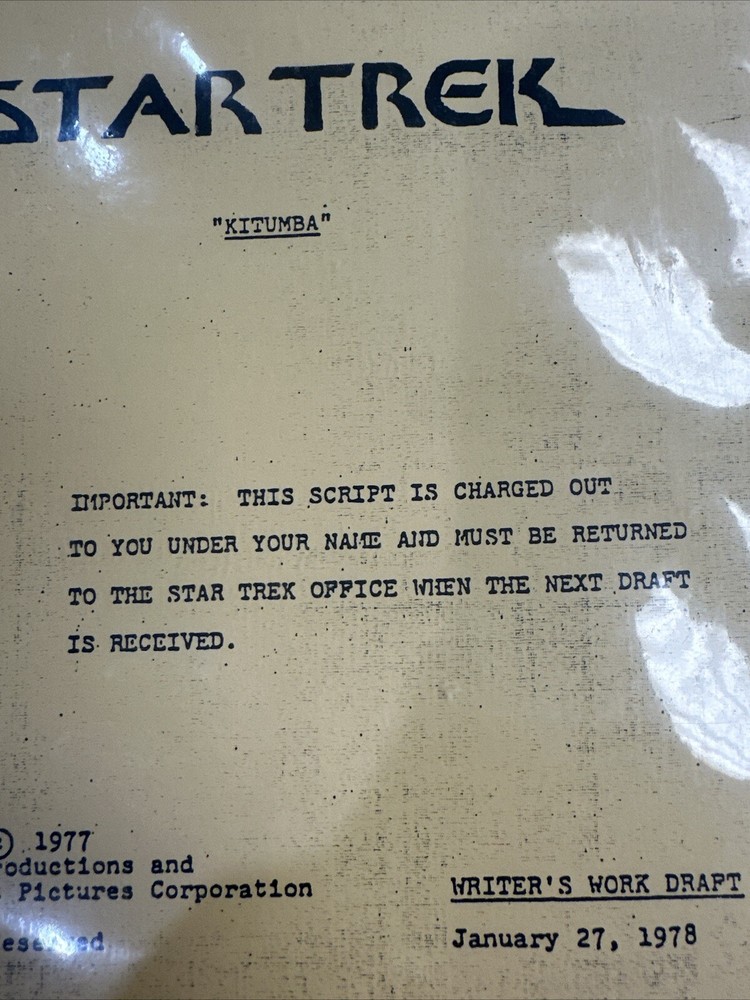 STAR TREK
"KITUMBA"
IMPORTANT: THIS SCRIPT IS CHARGED OUT
TO YOU UNDER YOUR NAME AND MUST BE RETURNED
TO THE STAR TREK OFFICE WHEN THE NEXT DRAFT
IS RECEIVED.
© 1977
oductions and
Pictures Corporation
WRITER'S WORK DRAFT
January 27, 1978